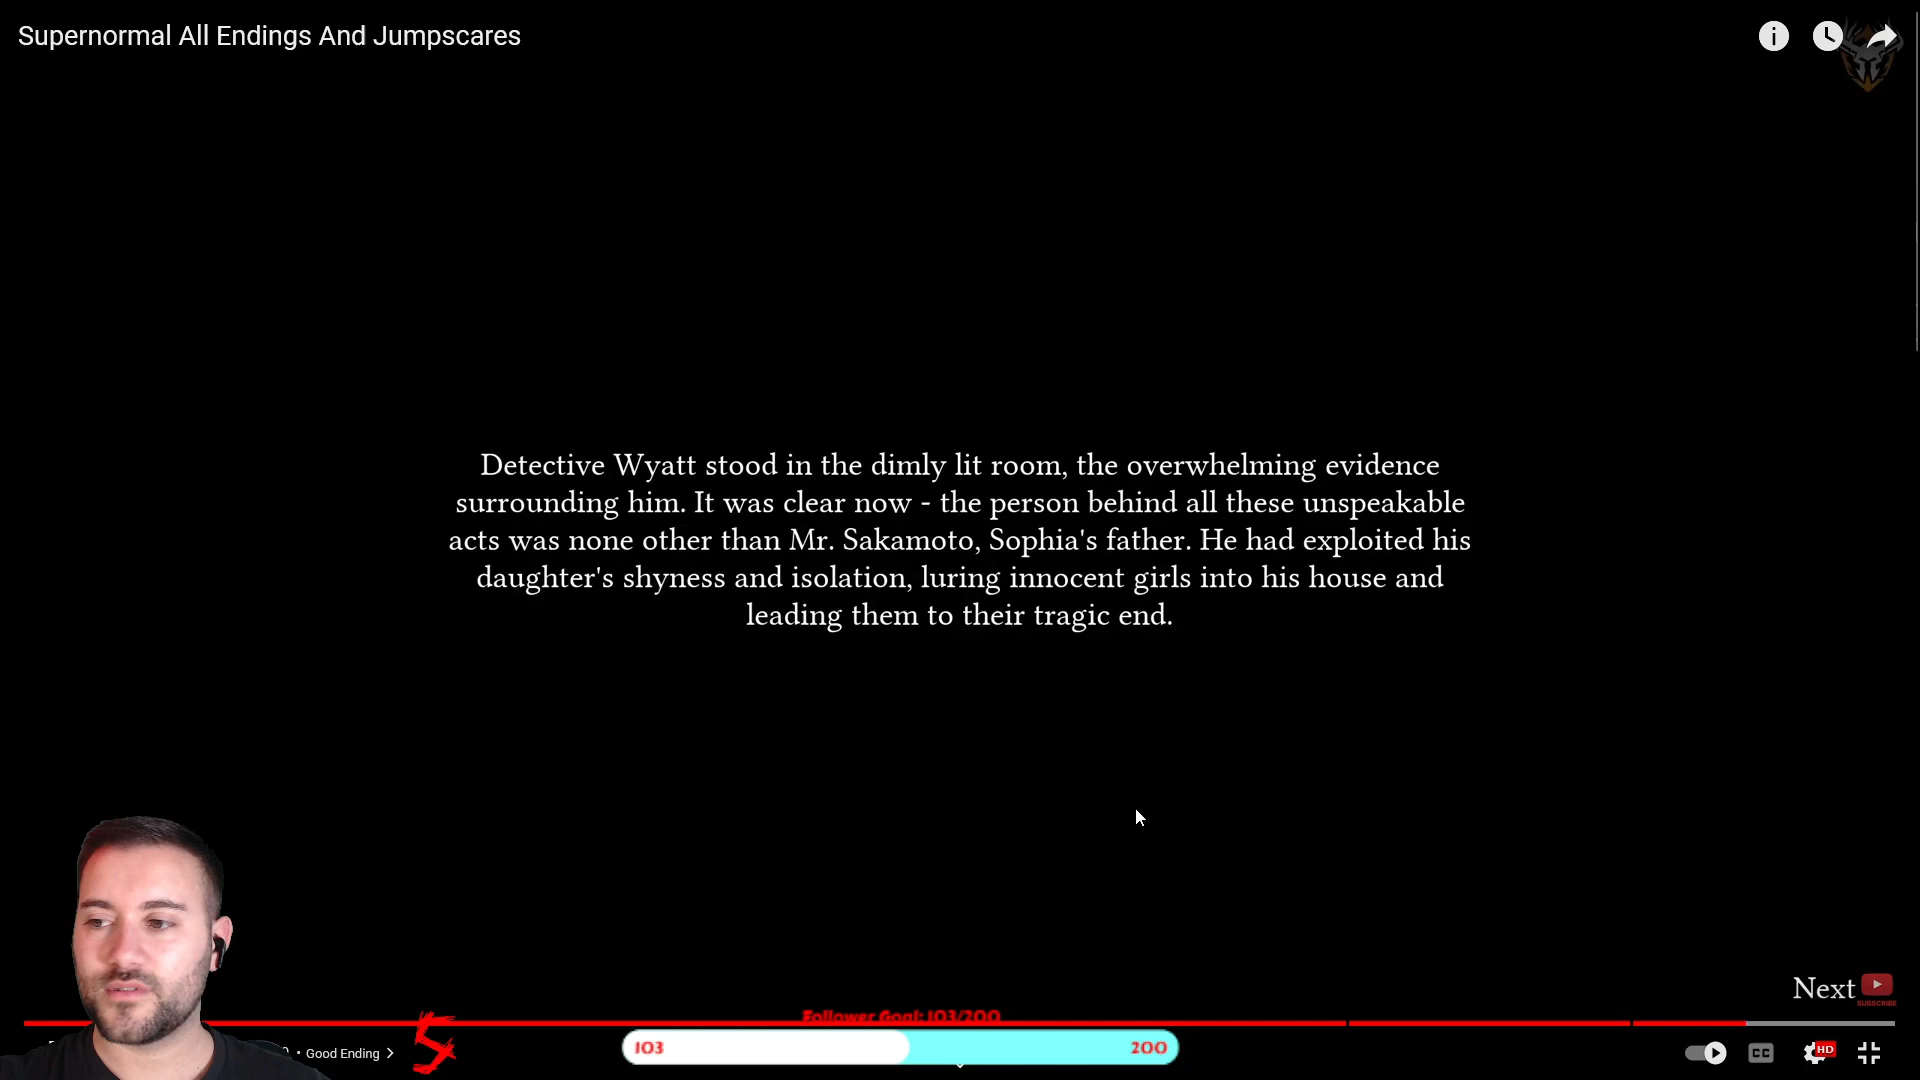 Supernormal All Endings And Jumpscares
Detective Wyatt stood in the dimly lit room, the overwhelming evidence
surrounding him. It was clear now - the person behind all these unspeakable
acts was none other than Mr. Sakamoto, Sophia's father. He had exploited his
daughter's shyness and isolation, luring innocent girls into his house and
leading them to their tragic end.
Next
SUBSCRIBE
Follower Goal: 103/200
• Good Ending
103
200
CC
HD